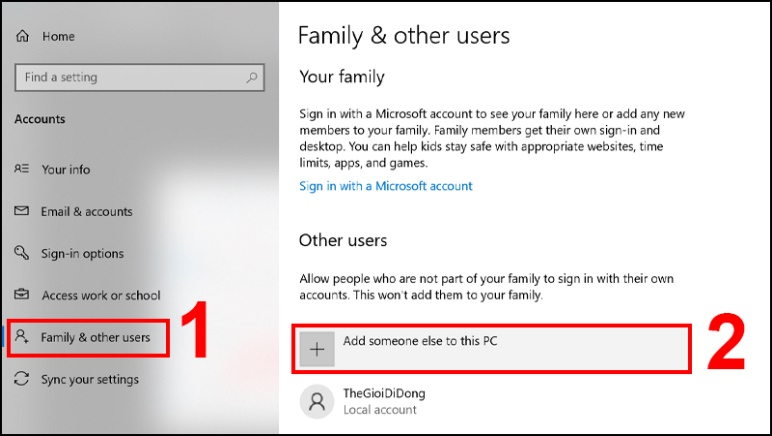 Home
Find a setting
Accounts
Your info
Email & accounts
Sign-in options
Access work or school
Family & other users
1
Sync your settings
Family & other users
Your family
Sign in with a Microsoft account to see your family here or add any new
members to your family. Family members get their own sign-in and
desktop. You can help kids stay safe with appropriate websites, time
limits, apps, and games.
Sign in with a Microsoft account
Other users
Allow people who are not part of your family to sign in with their own
accounts. This won't add them to your family.
Add someone else to this PC
2
TheGioiDiDong
Local account